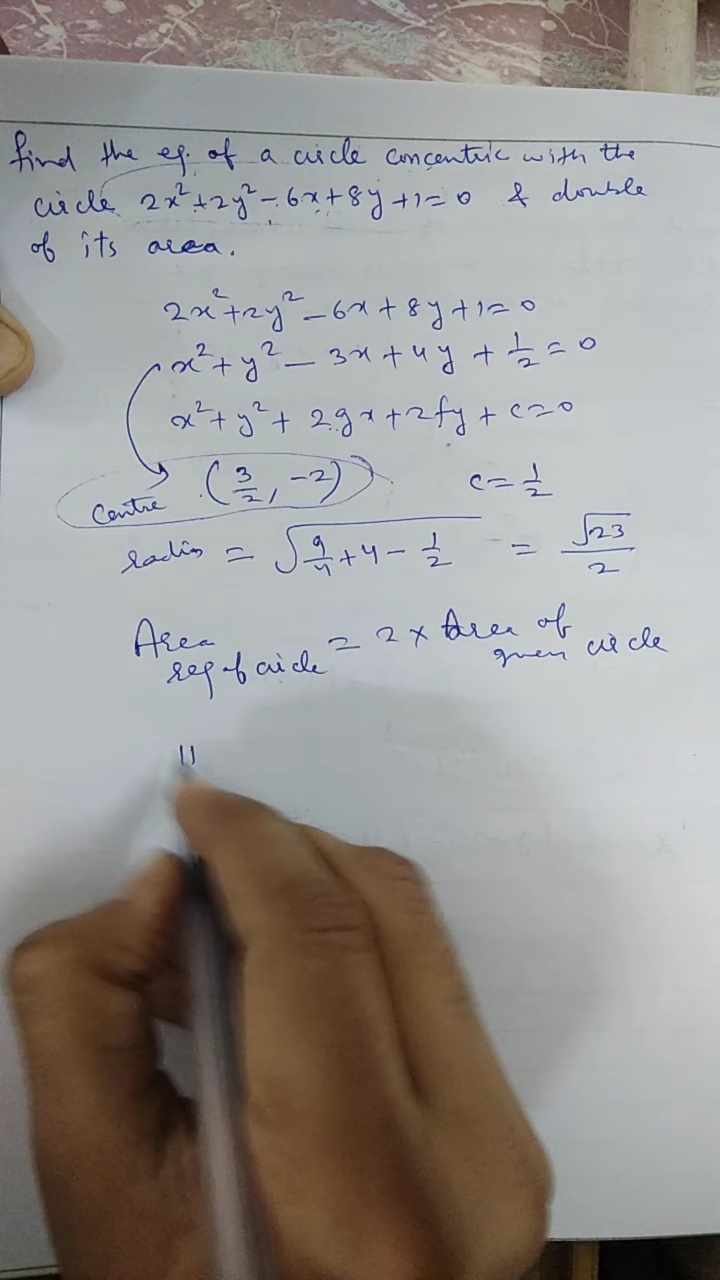 find the eq. of a circle concentric with the
circle 2x²+2y²-6x+8y+1=0 & double
of its area.
2x²+2y²-6x+8y+1=0
x²+y²-3x+4y+1/2=0
x²+y²+2gx+2fy+c=0
Centre (3/2, -2) c=1/2
radius = √(9/4+4-1/2) = √23/2
Area req of circle = 2 × Area of given circle